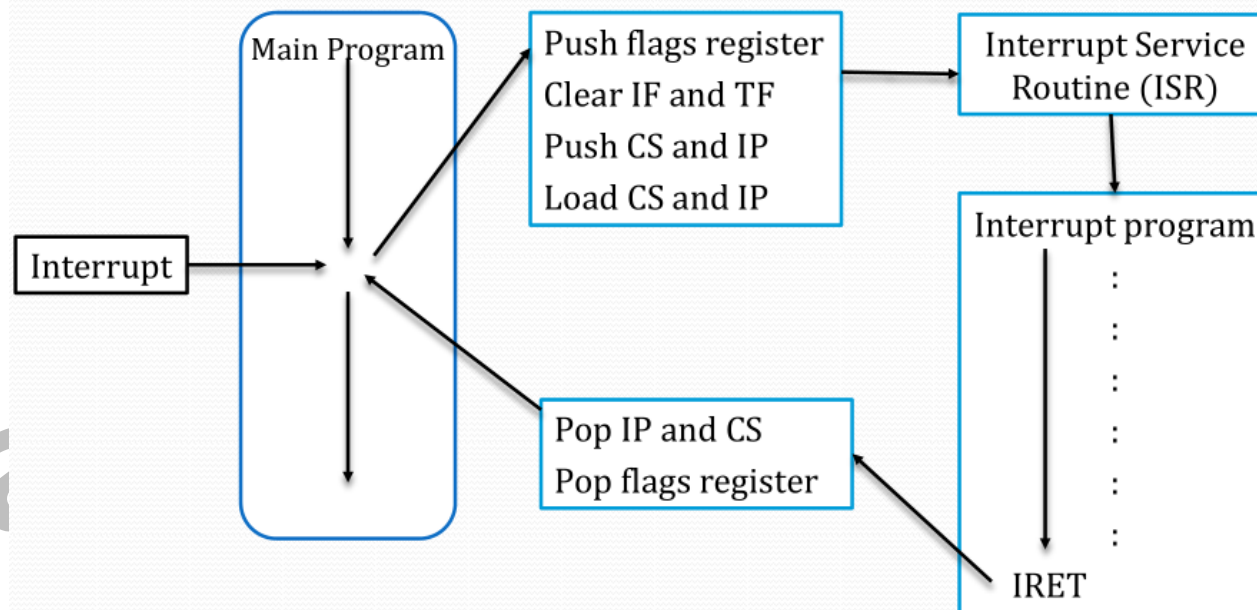 Main Program
Interrupt
Push flags register
Clear IF and TF
Push CS and IP
Load CS and IP
Interrupt Service
Routine (ISR)
Interrupt program
:
:
:
:
:
:
IRET
Pop IP and CS
Pop flags register